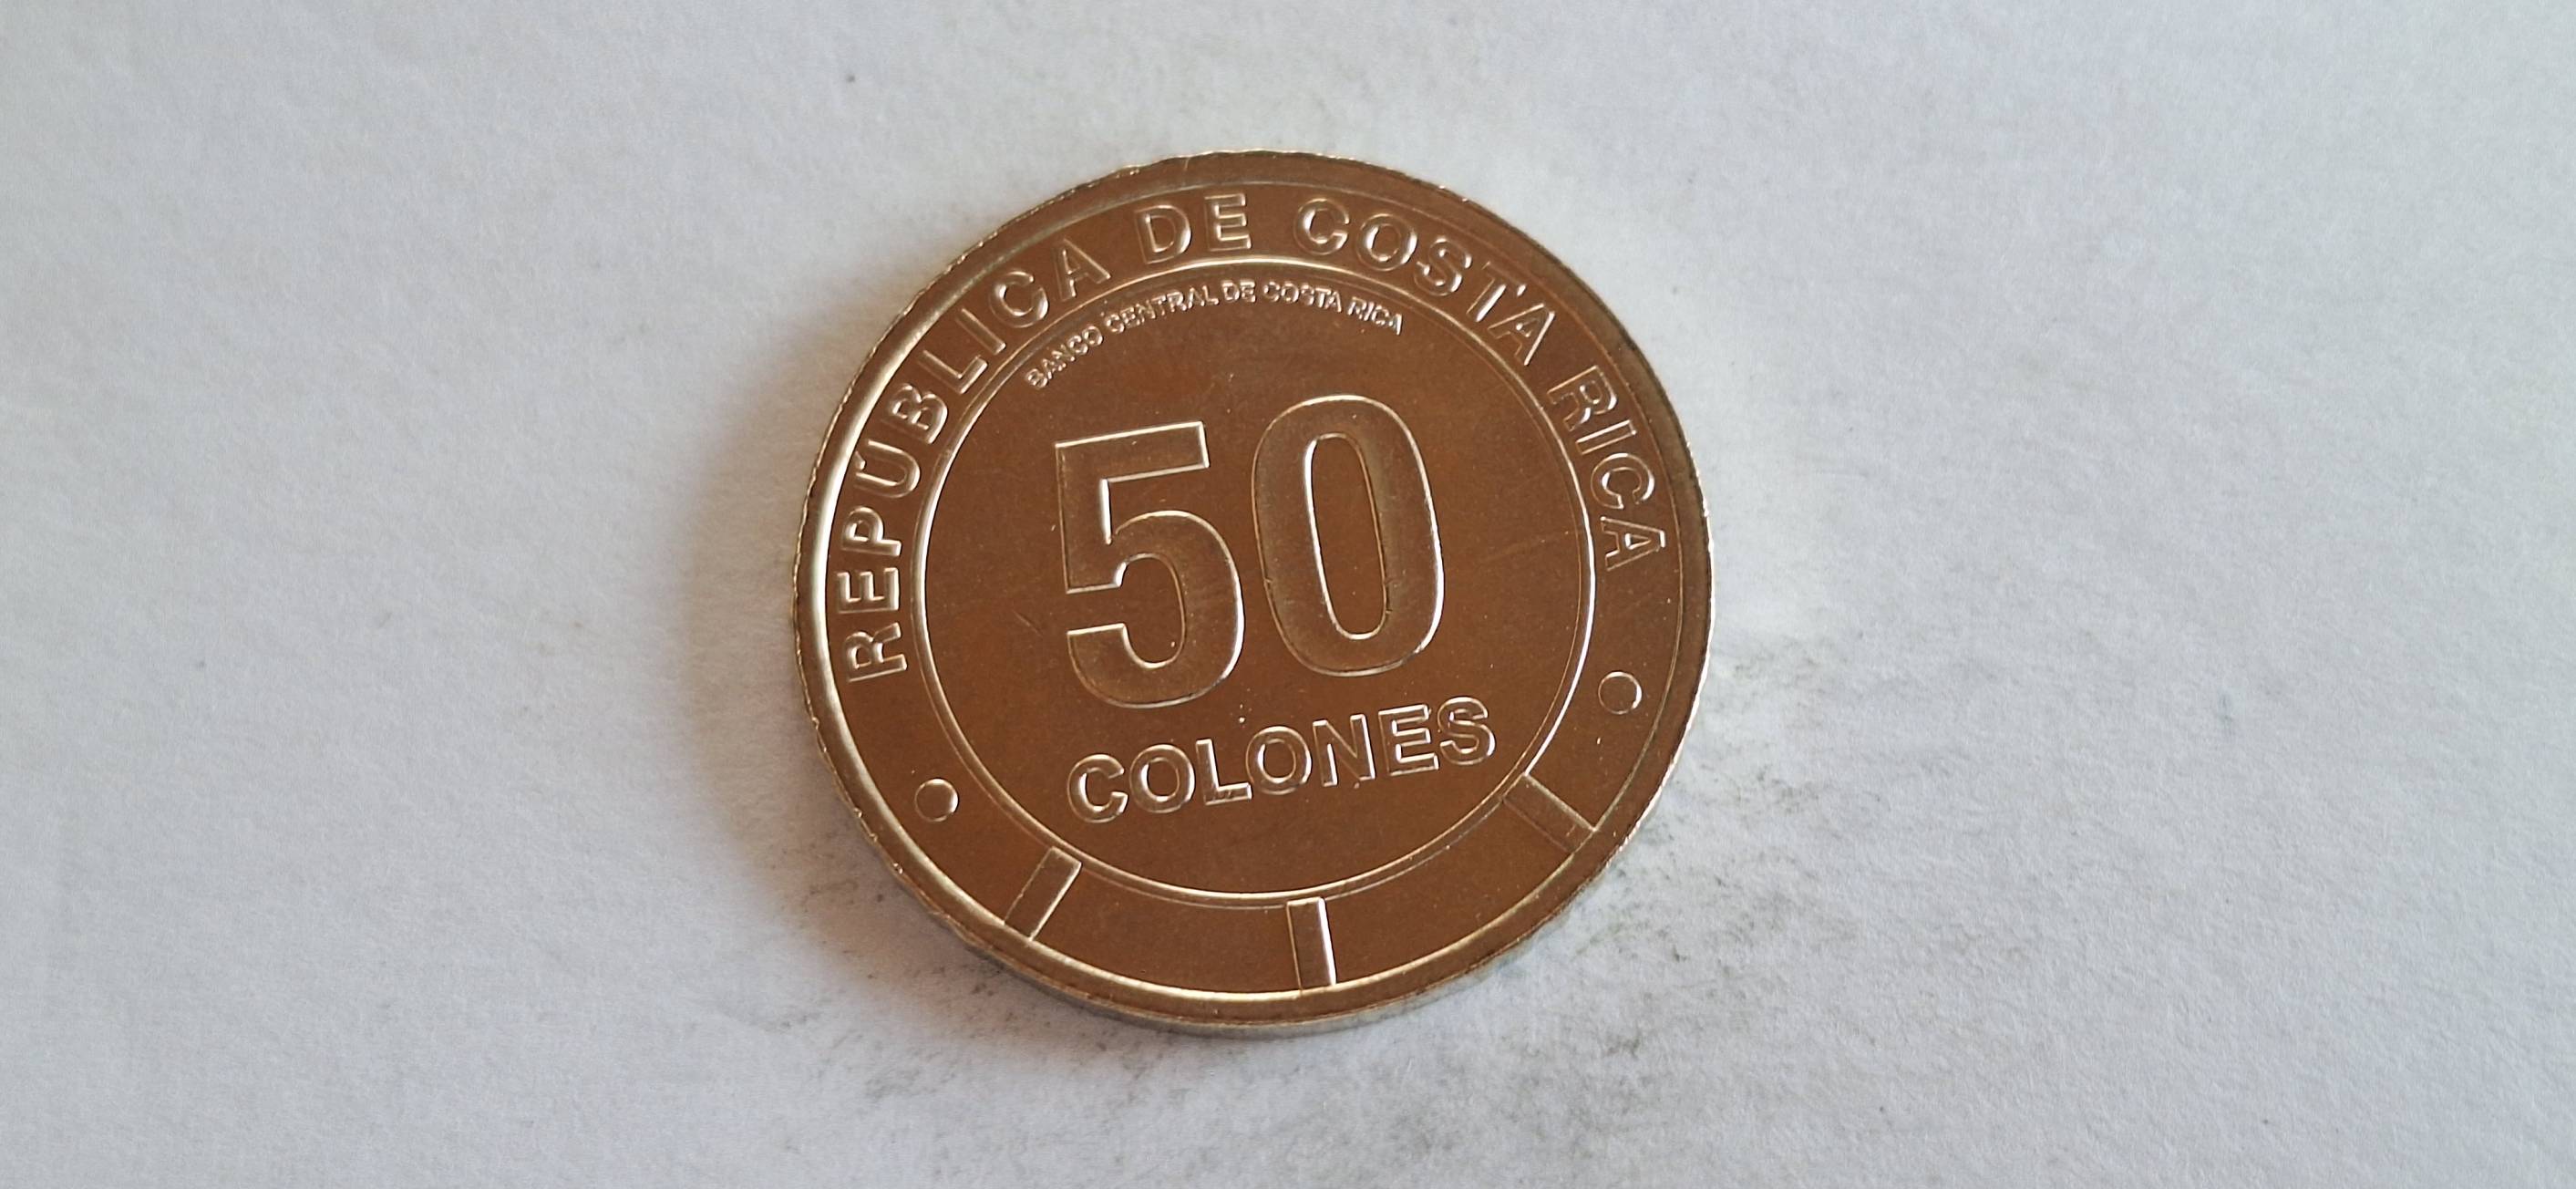 REPÚBLICA DE COSTA RICA
BANCO CENTRAL DE COSTA RICA
50
COLONES